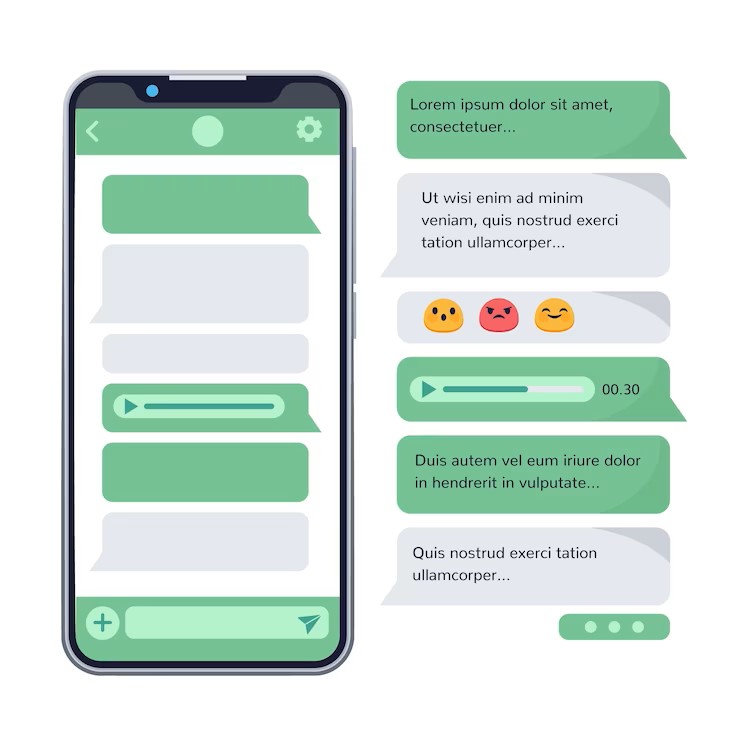 Lorem ipsum dolor sit amet,
consectetuer...
Ut wisi enim ad minim
veniam, quis nostrud exerci
tation ullamcorper...
00.30
Duis autem vel eum iriure dolor
in hendrerit in vulputate...
Quis nostrud exerci tation
ullamcorper...